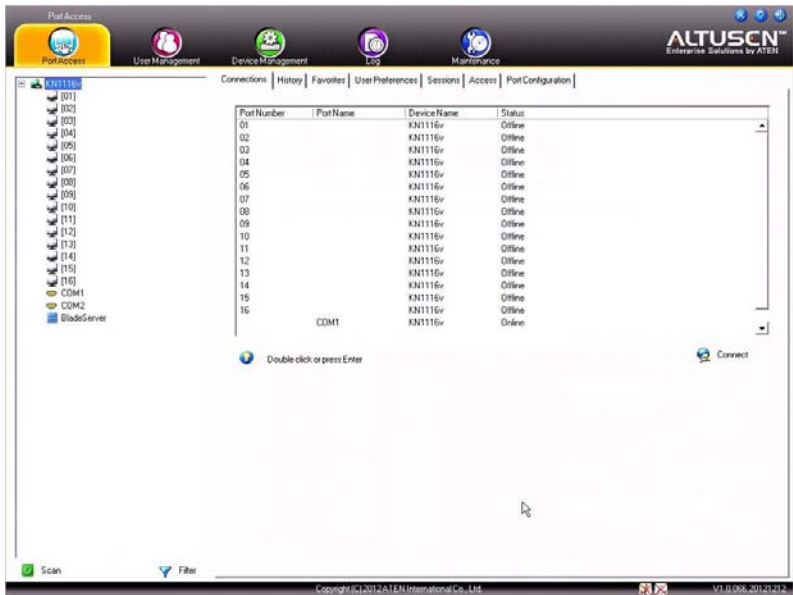 Port Access
Port Access
User Management
Device Management
Log
Maintenance
ALTUSEN™
Enterprise Solutions by ATEN
KN1116v
[01]
[02]
[03]
[04]
[05]
[06]
[07]
[08]
[09]
[10]
[11]
[12]
[13]
[14]
[15]
[16]
COM1
COM2
BladeServer
Scan
Filter
Connections History Favorites User Preferences Sessions Access Port Configuration
Port Number Port Name Device Name Status
01 KN1116v Offline
02 KN1116v Offline
03 KN1116v Offline
04 KN1116v Offline
05 KN1116v Offline
06 KN1116v Offline
07 KN1116v Offline
08 KN1116v Offline
09 KN1116v Offline
10 KN1116v Offline
11 KN1116v Offline
12 KN1116v Offline
13 KN1116v Offline
14 KN1116v Offline
15 KN1116v Offline
16 KN1116v Offline
COM1 KN1116v Online
Double click or press Enter
Connect
Copyright (C) 2012 ATEN International Co., Ltd.
V1.0.066.20121212